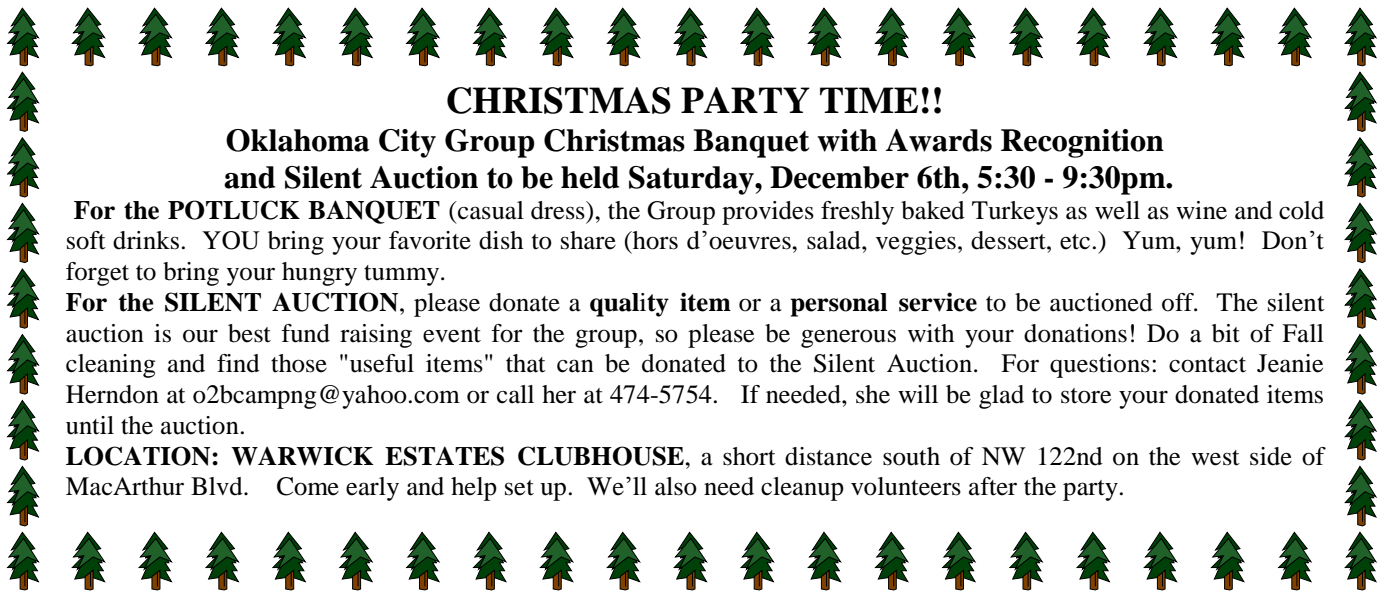 CHRISTMAS PARTY TIME!!
Oklahoma City Group Christmas Banquet with Awards Recognition
and Silent Auction to be held Saturday, December 6th, 5:30 - 9:30pm.
For the POTLUCK BANQUET (casual dress), the Group provides freshly baked Turkeys as well as wine and cold
soft drinks.  YOU bring your favorite dish to share (hors d’oeuvres, salad, veggies, dessert, etc.)  Yum, yum!  Don’t
forget to bring your hungry tummy.
For the SILENT AUCTION, please donate a quality item or a personal service to be auctioned off.  The silent
auction is our best fund raising event for the group, so please be generous with your donations! Do a bit of Fall
cleaning and find those "useful items" that can be donated to the Silent Auction.   For questions: contact Jeanie
Herndon at o2bcampng@yahoo.com or call her at 474-5754.   If needed, she will be glad to store your donated items
until the auction.
LOCATION: WARWICK ESTATES CLUBHOUSE, a short distance south of NW 122nd on the west side of
MacArthur Blvd.    Come early and help set up.  We’ll also need cleanup volunteers after the party.